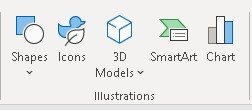 Shapes Icons 3D SmartArt Chart
Models
Illustrations